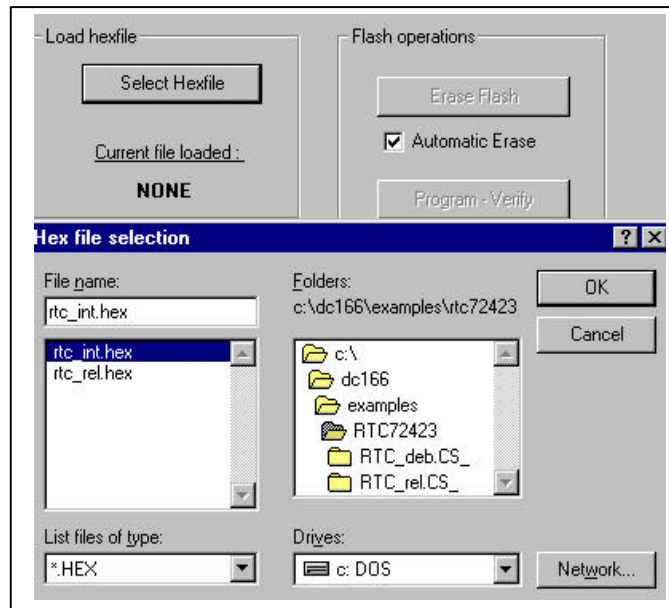 Load hexfile
Select Hexfile
Current file loaded :
NONE
Flash operations
Erase Flash
Automatic Erase
Program - Verify
Hex file selection
File name:
rtc_int.hex
rtc_int.hex
rtc_rel.hex
List files of type:
*.HEX
Folders:
c:\dc166\examples\rtc72423
c:\
dc166
examples
RTC72423
RTC_deb.CS_
RTC_rel.CS_
Drives:
c: DOS
OK
Cancel
Network...